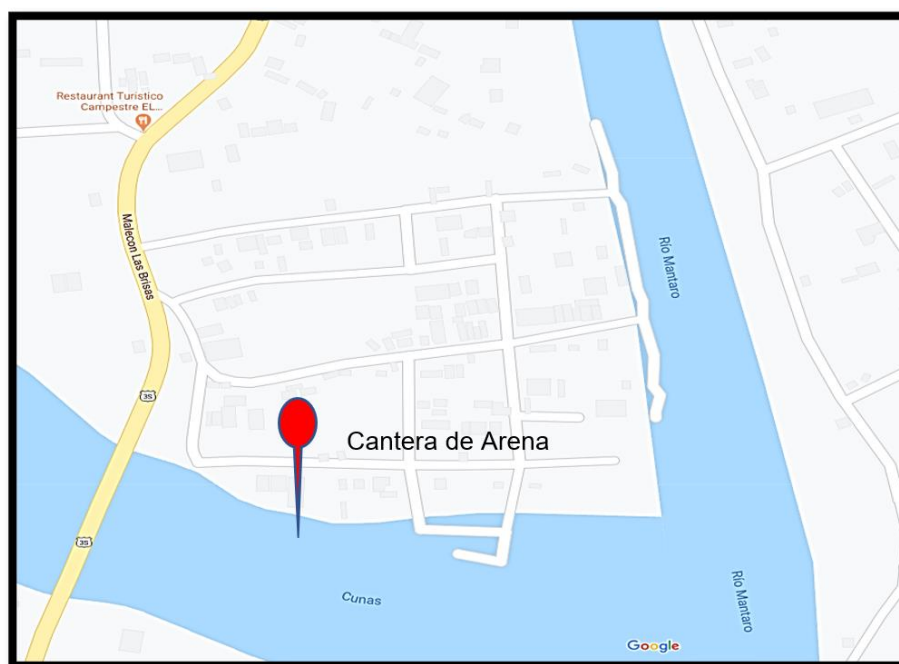 Restaurant Turistico
Campestre EL...
Malecon Las Brisas
Río Mantaro
3S
Cantera de Arena
3S
Cunas
Río Mantaro
Google